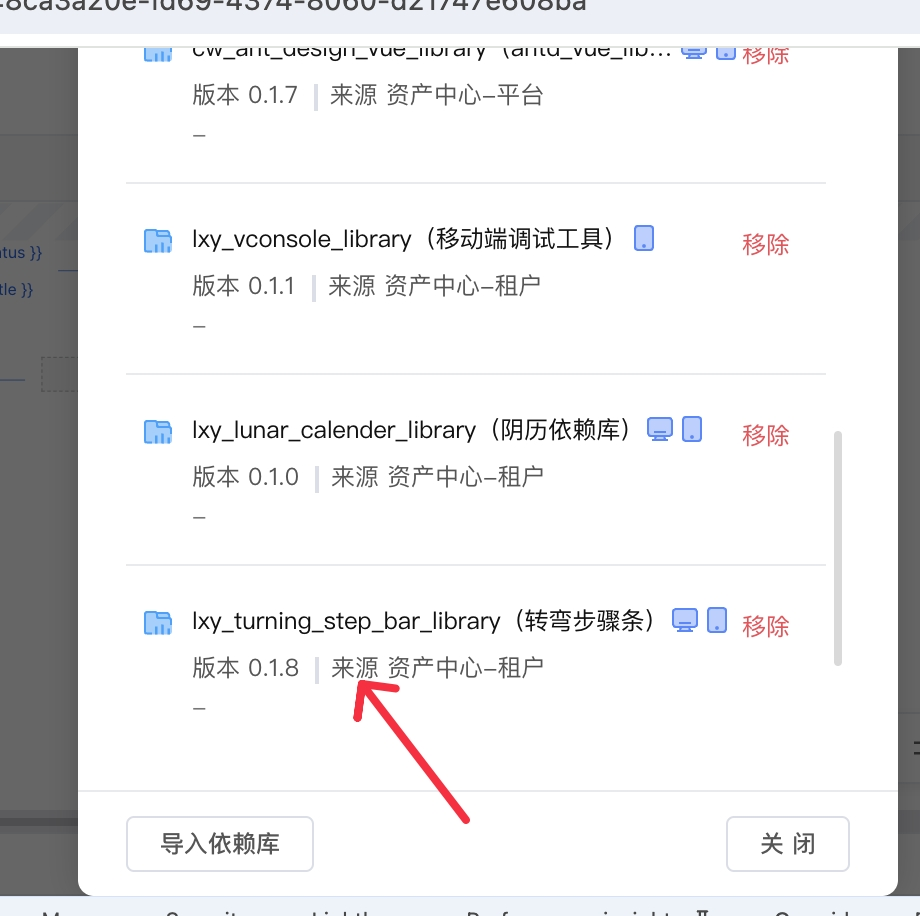 8ca3a20e-fd69-4374-8060-d21747e608ba
cw_ant_design_vue_library（antd_vue_lib... 移除
版本 0.1.7 | 来源 资产中心–平台
–
atus }}
lxy_vconsole_library（移动端调试工具） 移除
版本 0.1.1 | 来源 资产中心–租户
tle }}
–
lxy_lunar_calender_library（阴历依赖库） 移除
版本 0.1.0 | 来源 资产中心–租户
–
lxy_turning_step_bar_library（转弯步骤条） 移除
版本 0.1.8 | 来源 资产中心–租户
–
导入依赖库 关 闭